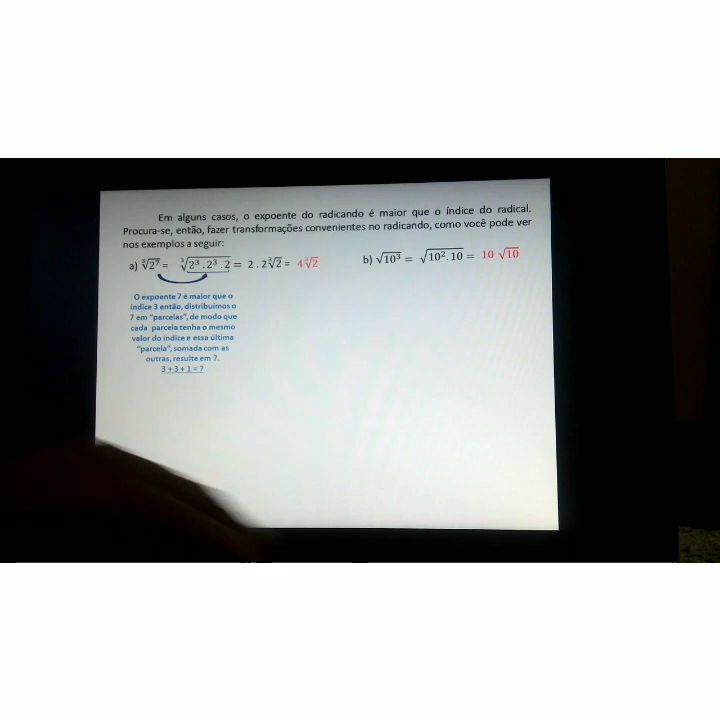 Em alguns casos, o expoente do radicando é maior que o índice do radical.
Procura-se, então, fazer transformações convenientes no radicando, como você pode ver
nos exemplos a seguir:
a) ∛2⁷ = ∛2³ . 2³ . 2 = 2 . 2∛2 = 4∛2
b) √10³ = √10² . 10 = 10 √10
O expoente 7 é maior que o
índice 3 então, distribuímos o
7 em "parcelas", de modo que
cada parcela tenha o mesmo
valor do índice e essa última
"parcela", somada com as
outras, resulte em 7.
3 + 3 + 1 = 7